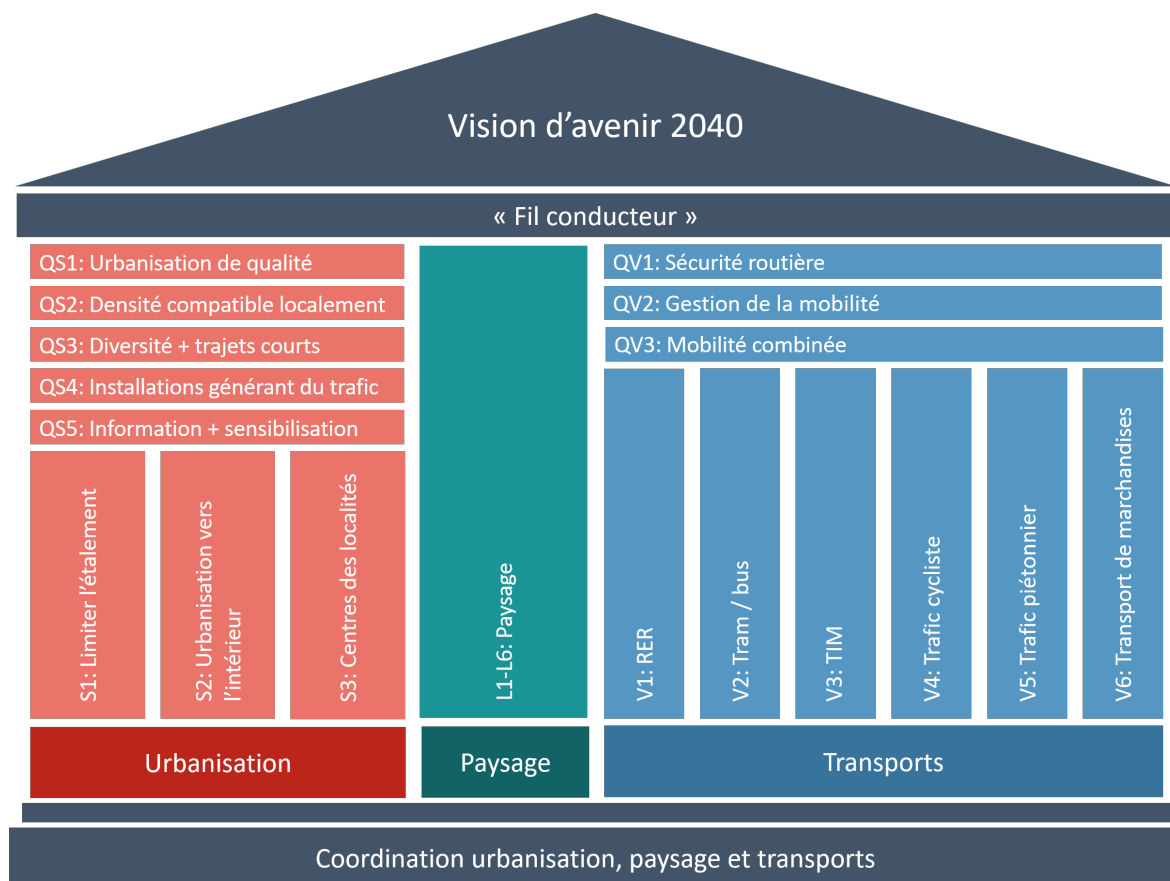 Vision d’avenir 2040
« Fil conducteur »
QS1: Urbanisation de qualité
QS2: Densité compatible localement
QS3: Diversité + trajets courts
QS4: Installations générant du trafic
QS5: Information + sensibilisation
S1: Limiter l’étalement
S2: Urbanisation vers
l’intérieur
S3: Centres des localités
L1-L6: Paysage
QV1: Sécurité routière
QV2: Gestion de la mobilité
QV3: Mobilité combinée
V1: RER
V2: Tram / bus
V3: TIM
V4: Trafic cycliste
V5: Trafic piétonnier
V6: Transport de marchandises
Urbanisation
Paysage
Transports
Coordination urbanisation, paysage et transports